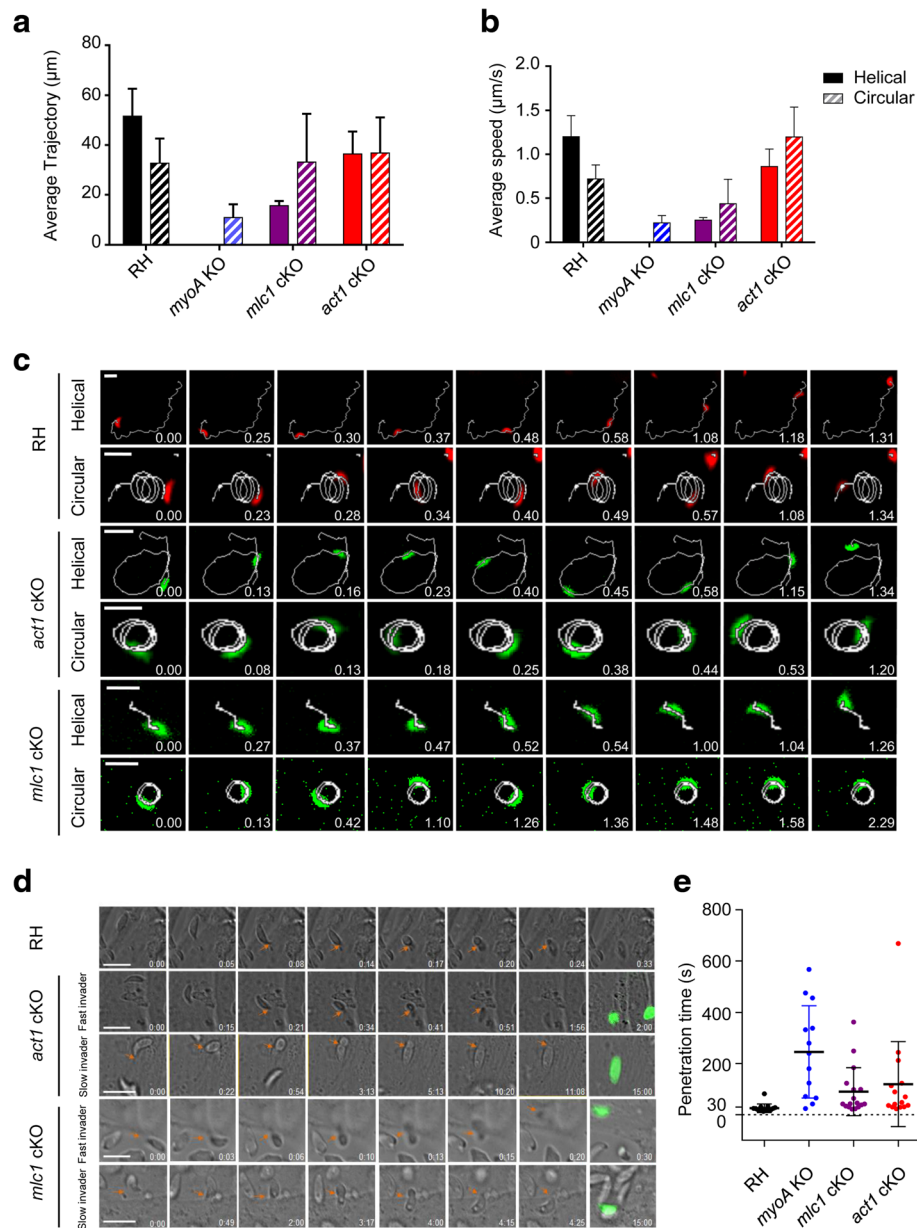 a
80
60
40
20
0
Average Trajectory (µm)
RH
myoA KO
mlc1 cKO
act1 cKO
b
2.0
1.5
1.0
0.5
0
Average speed (µm/s)
RH
myoA KO
mlc1 cKO
act1 cKO
Helical
Circular
c
RH
Helical
0.00 0.25 0.30 0.37 0.48 0.58 1.08 1.18 1.31
Circular
0.00 0.23 0.28 0.34 0.40 0.49 0.57 1.08 1.34
act1 cKO
Helical
0.00 0.13 0.16 0.23 0.40 0.45 0,58 1.15 1.34
Circular
0.00 0.08 0.13 0.18 0.25 0.38 0.44 0.53 1.20
mlc1 cKO
Helical
0.00 0.27 0.37 0.47 0.52 0.54 1.00 1.04 1.26
Circular
0.00 0.13 0.42 1.10 1.26 1.36 1.48 1.58 2.29
d
RH
0:00 0:05 0:08 0:14 0:17 0:20 0:24 0:33
act1 cKO
Fast invader
0:00 0:15 0:21 0:34 0:41 0:51 1:56 2:00
Slow invader
0:00 0:22 0:54 3:13 5:13 10:20 11:08 15:00
mlc1 cKO
Fast invader
0:00 0:03 0:06 0:10 0:13 0:15 0:20 0:30
Slow invader
0:00 0:49 2:00 3:17 4:00 4:15 4:25 15:00
e
800
600
400
200
30
0
Penetration time (s)
RH
myoA KO
mlc1 cKO
act1 cKO